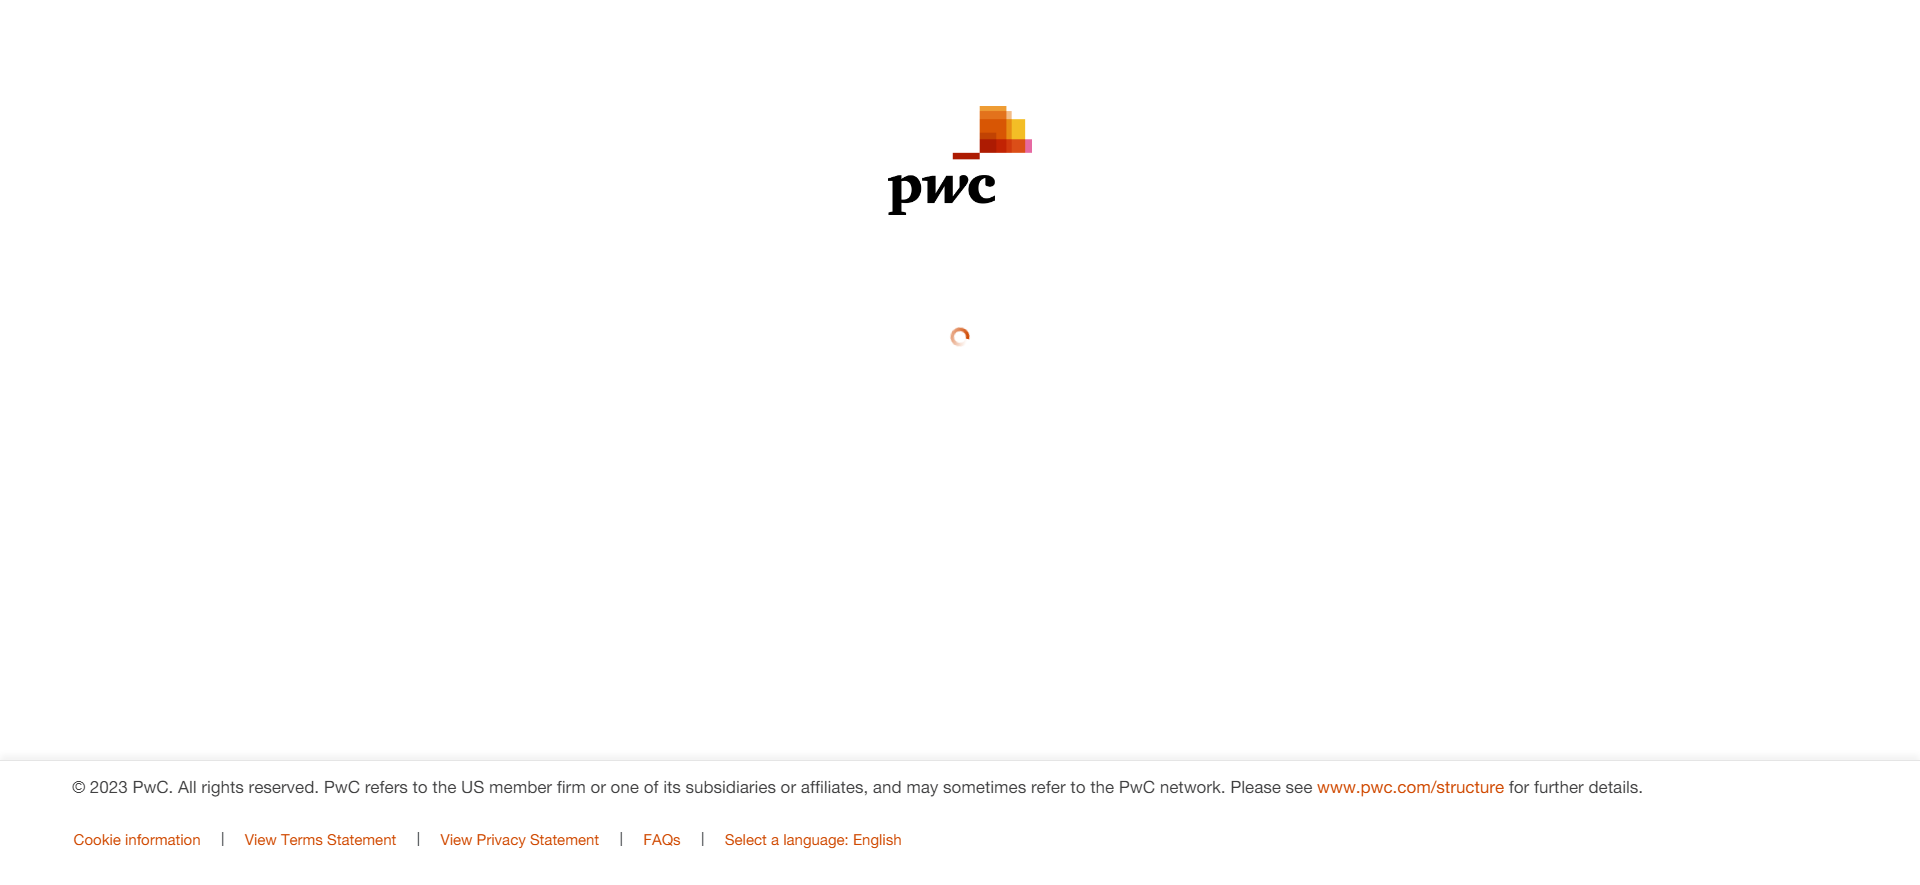 pwc
© 2023 PwC. All rights reserved. PwC refers to the US member firm or one of its subsidiaries or affiliates, and may sometimes refer to the PwC network. Please see www.pwc.com/structure for further details.
Cookie information | View Terms Statement | View Privacy Statement | FAQs | Select a language: English